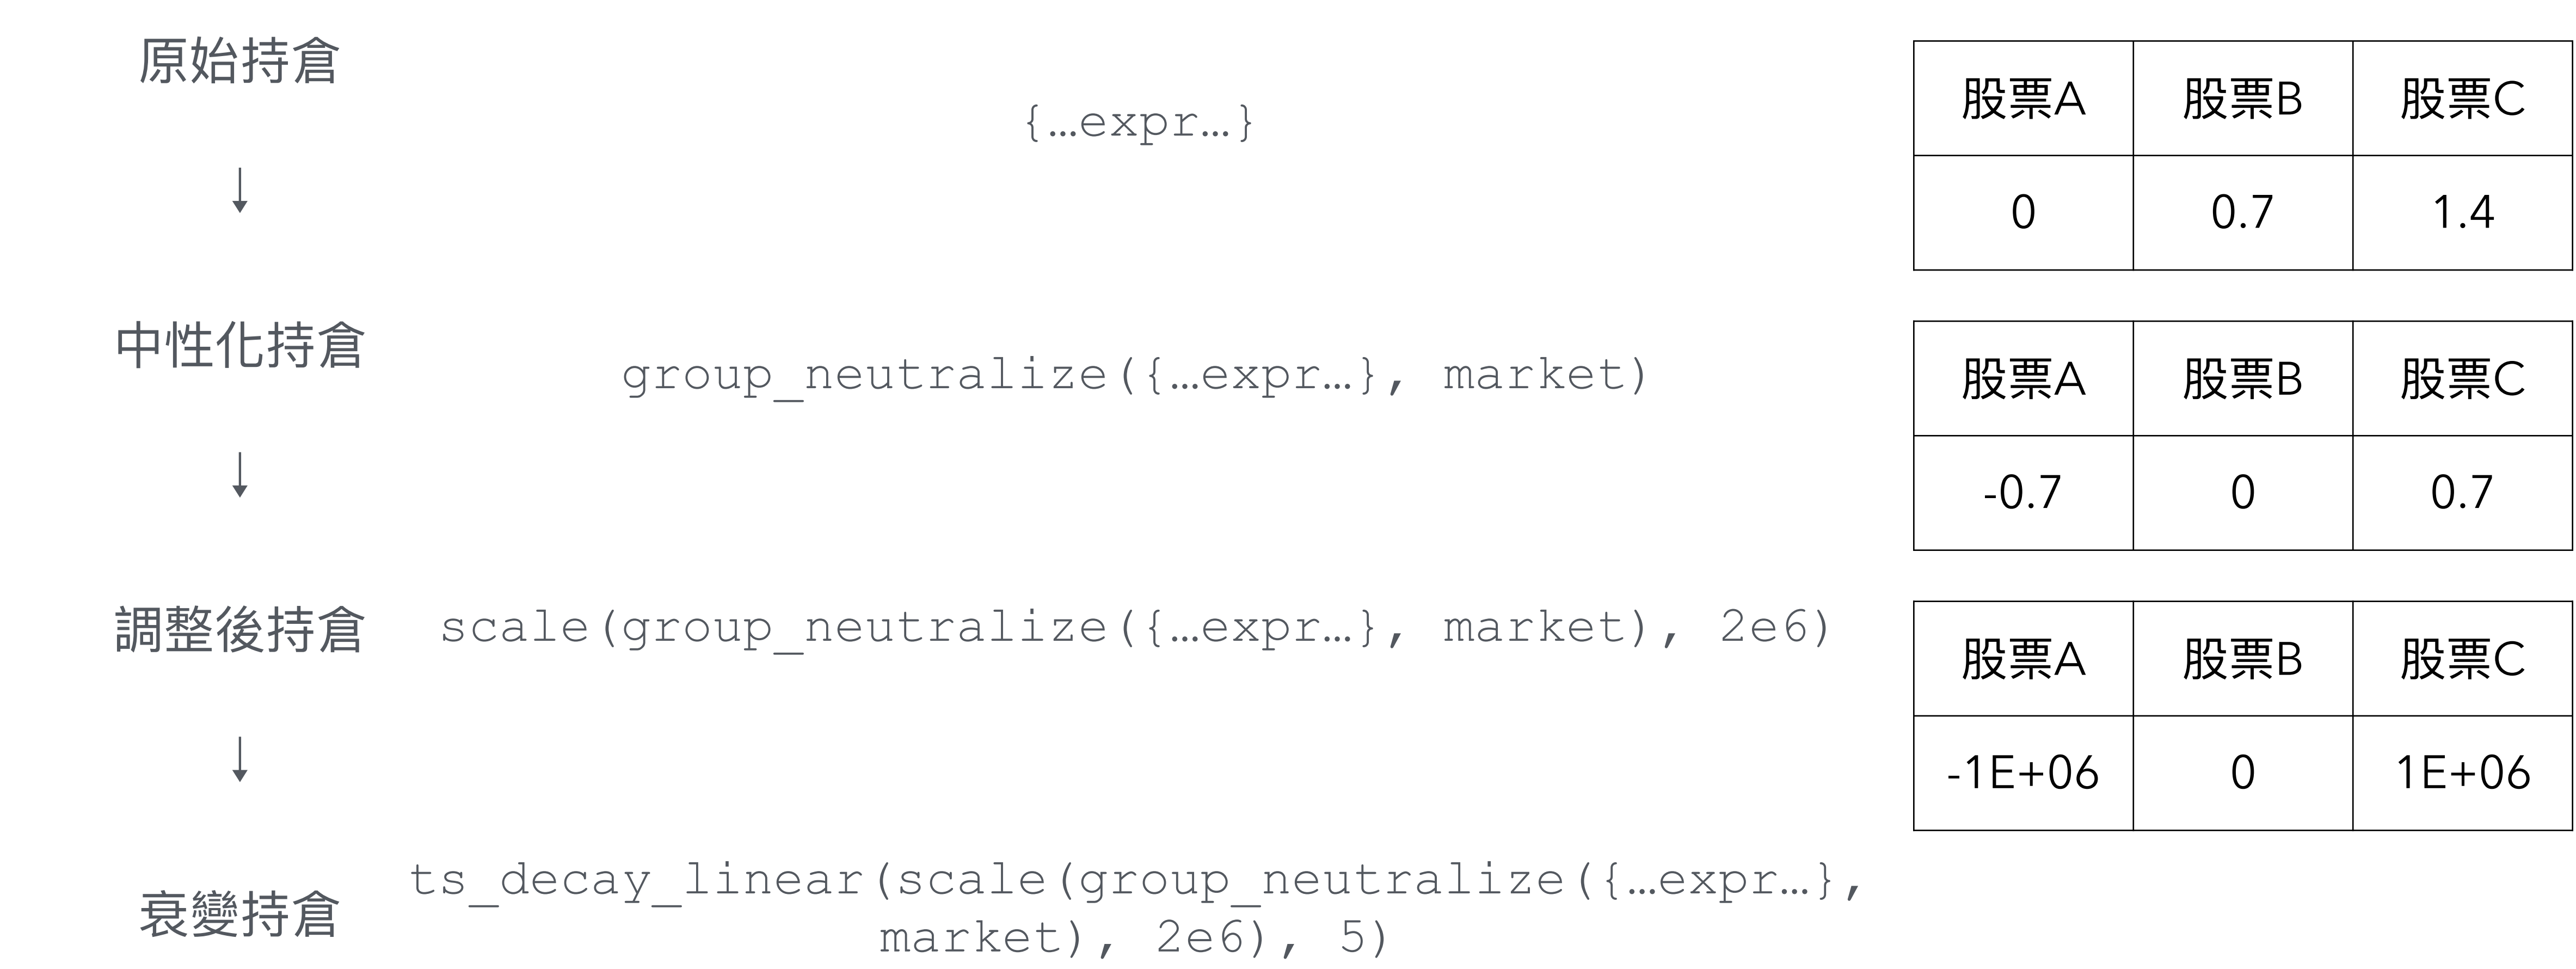 原始持倉
{…expr…}
股票A 股票B 股票C
0 0.7 1.4
↓
中性化持倉
group_neutralize({…expr…}, market)
股票A 股票B 股票C
-0.7 0 0.7
↓
調整後持倉
scale(group_neutralize({…expr…}, market), 2e6)
股票A 股票B 股票C
-1E+06 0 1E+06
↓
衰變持倉
ts_decay_linear(scale(group_neutralize({…expr…},
market), 2e6), 5)